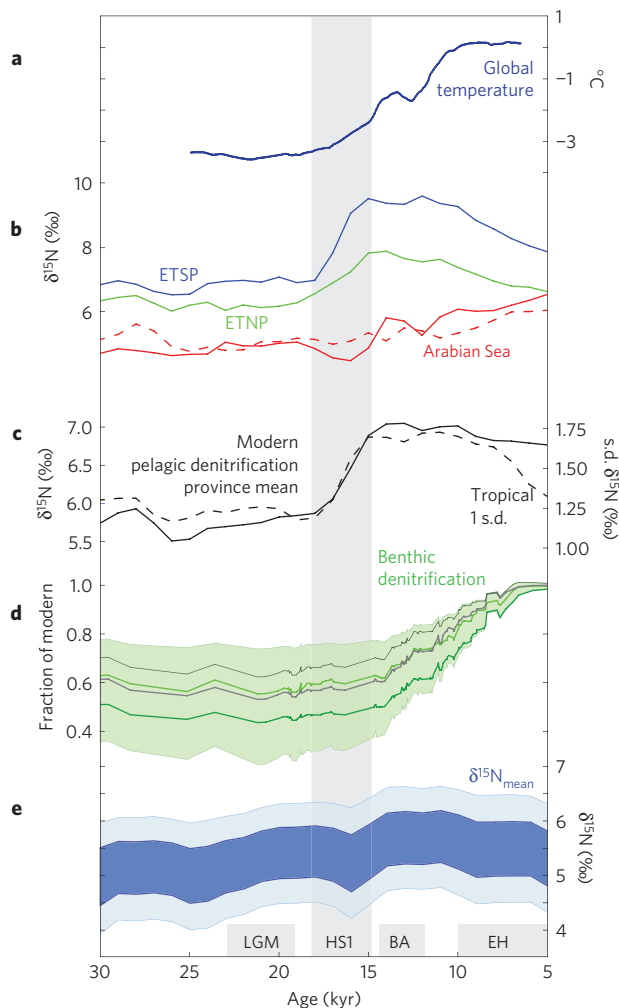 a
1
−1
−3
°C
Global
temperature
b
10
8
6
δ15N (‰)
ETSP
ETNP
Arabian Sea
c
7.0
6.5
6.0
5.5
δ15N (‰)
Modern
pelagic denitrification
province mean
Tropical
1 s.d.
1.75
1.50
1.25
1.00
s.d. δ15N (‰)
d
1.0
0.8
0.6
0.4
Fraction of modern
Benthic
denitrification
e
δ15Nmean
7
6
5
4
δ15N (‰)
LGM
HS1
BA
EH
30
25
20
15
10
5
Age (kyr)